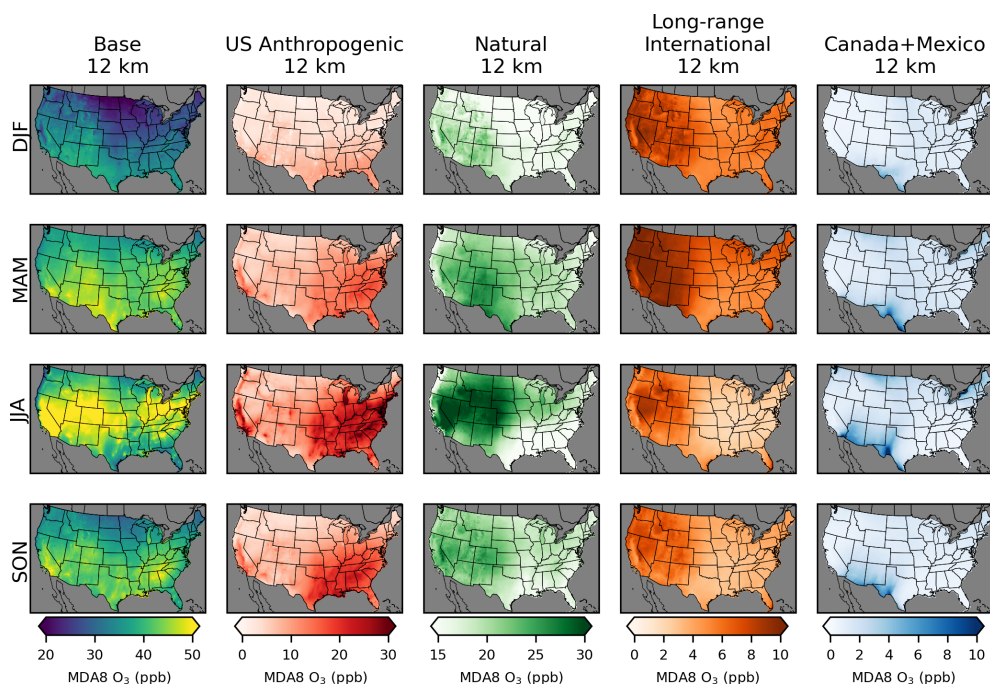 Base
12 km
US Anthropogenic
12 km
Natural
12 km
Long-range
International
12 km
Canada+Mexico
12 km
DJF
MAM
JJA
SON
20 30 40 50
MDA8 O₃ (ppb)
0 10 20 30
MDA8 O₃ (ppb)
15 20 25 30
MDA8 O₃ (ppb)
0 2 4 6 8 10
MDA8 O₃ (ppb)
0 2 4 6 8 10
MDA8 O₃ (ppb)